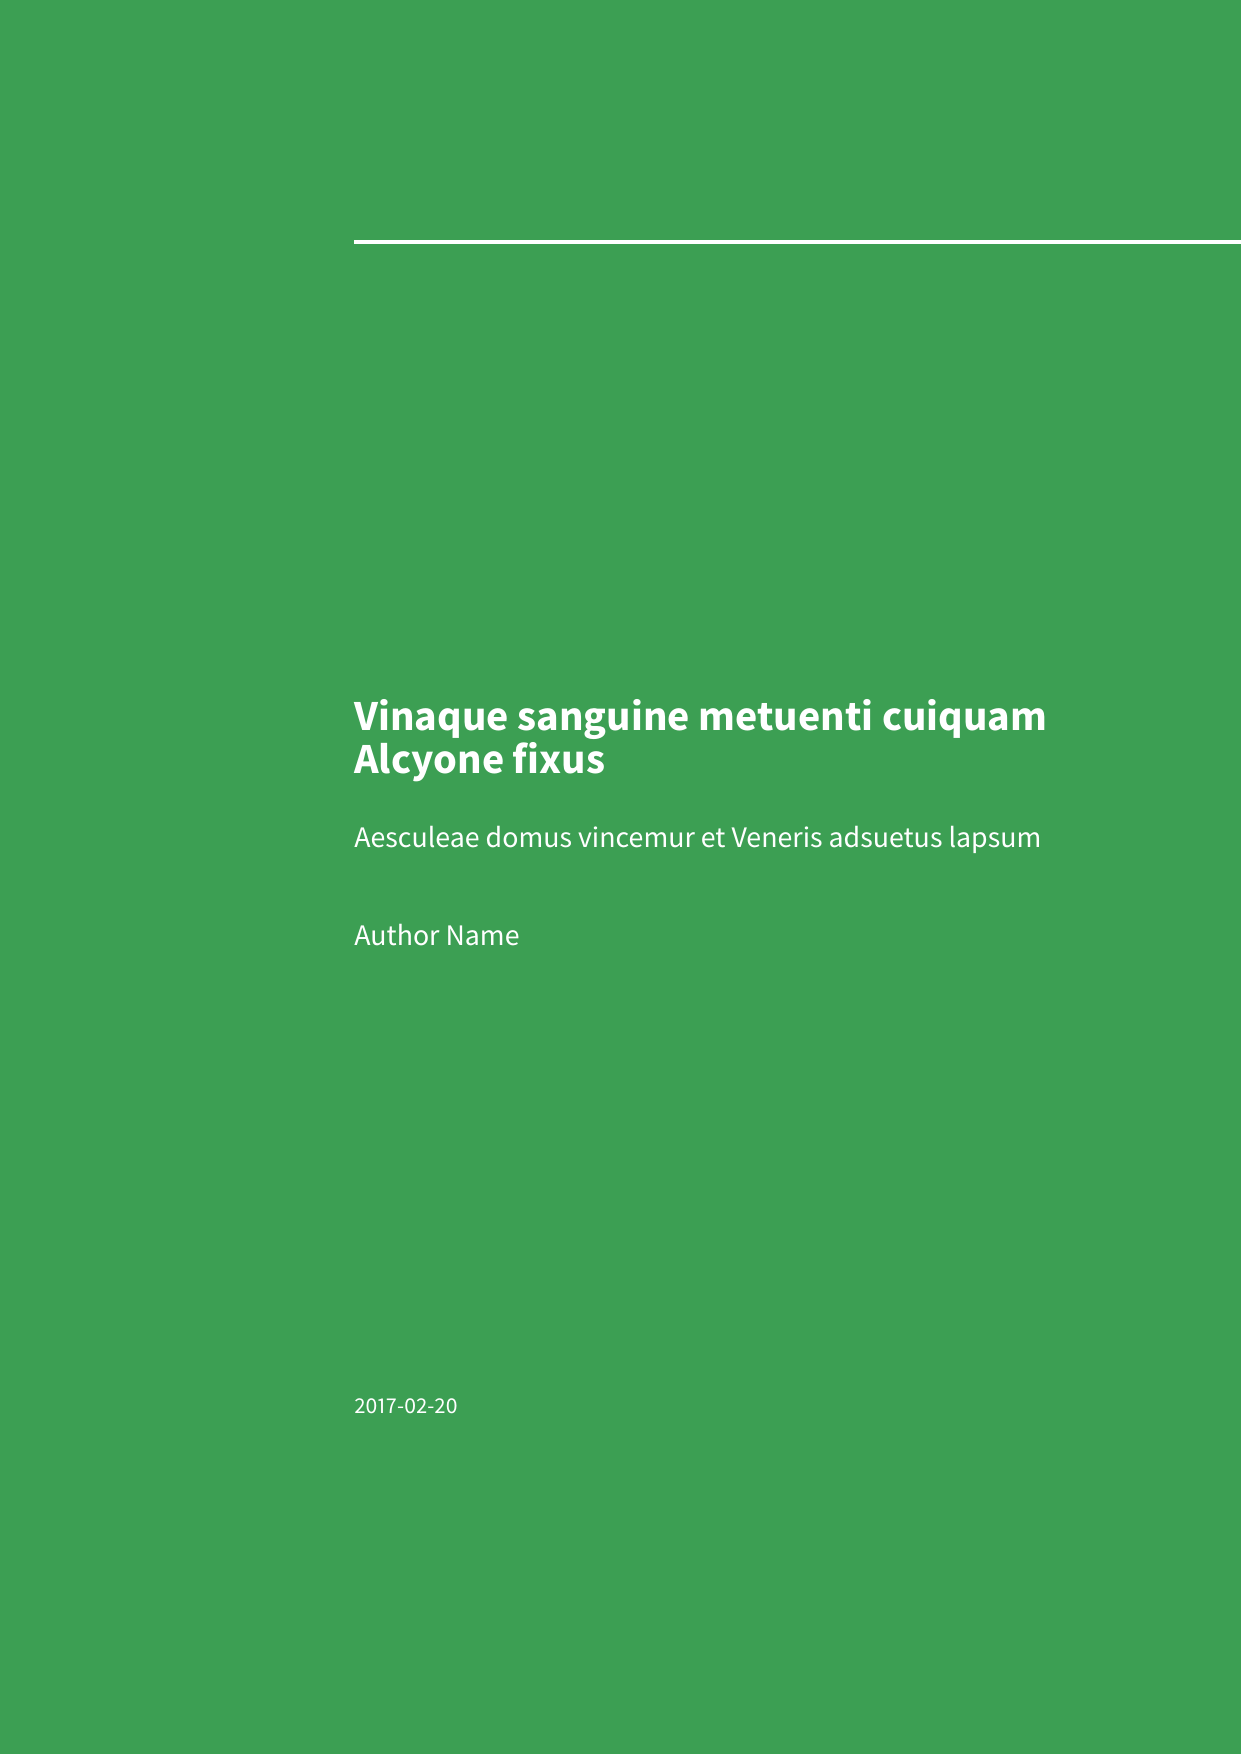 Vinaque sanguine metuenti cuiquam
Alcyone fixus
Aesculeae domus vincemur et Veneris adsuetus lapsum
Author Name
2017-02-20